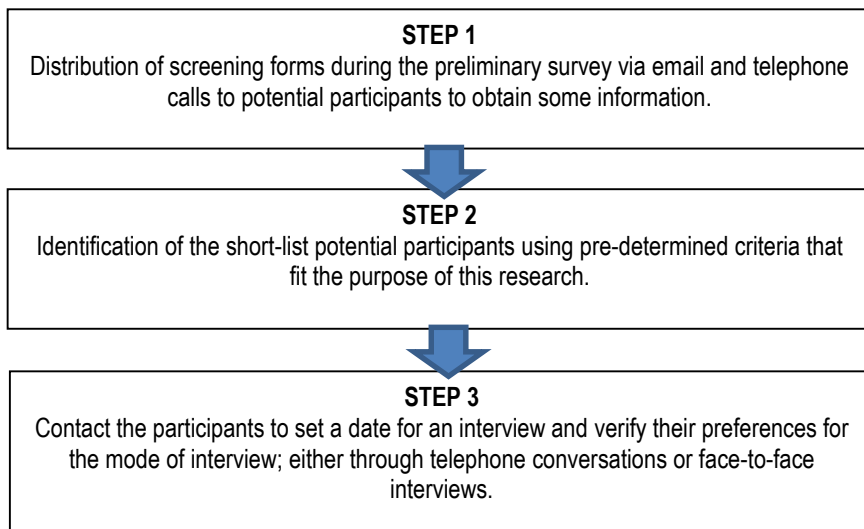 STEP 1
Distribution of screening forms during the preliminary survey via email and telephone
calls to potential participants to obtain some information.
STEP 2
Identification of the short-list potential participants using pre-determined criteria that
fit the purpose of this research.
STEP 3
Contact the participants to set a date for an interview and verify their preferences for
the mode of interview; either through telephone conversations or face-to-face
interviews.